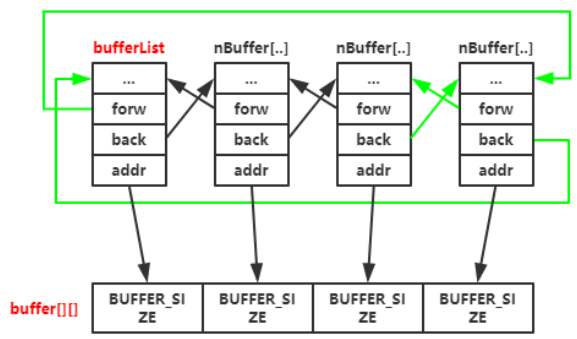 bufferList nBuffer[..] nBuffer[..] nBuffer[..]
... ... ... ...
forw forw forw forw
back back back back
addr addr addr addr
buffer[][]
BUFFER_SI BUFFER_SI BUFFER_SI BUFFER_SI
ZE ZE ZE ZE